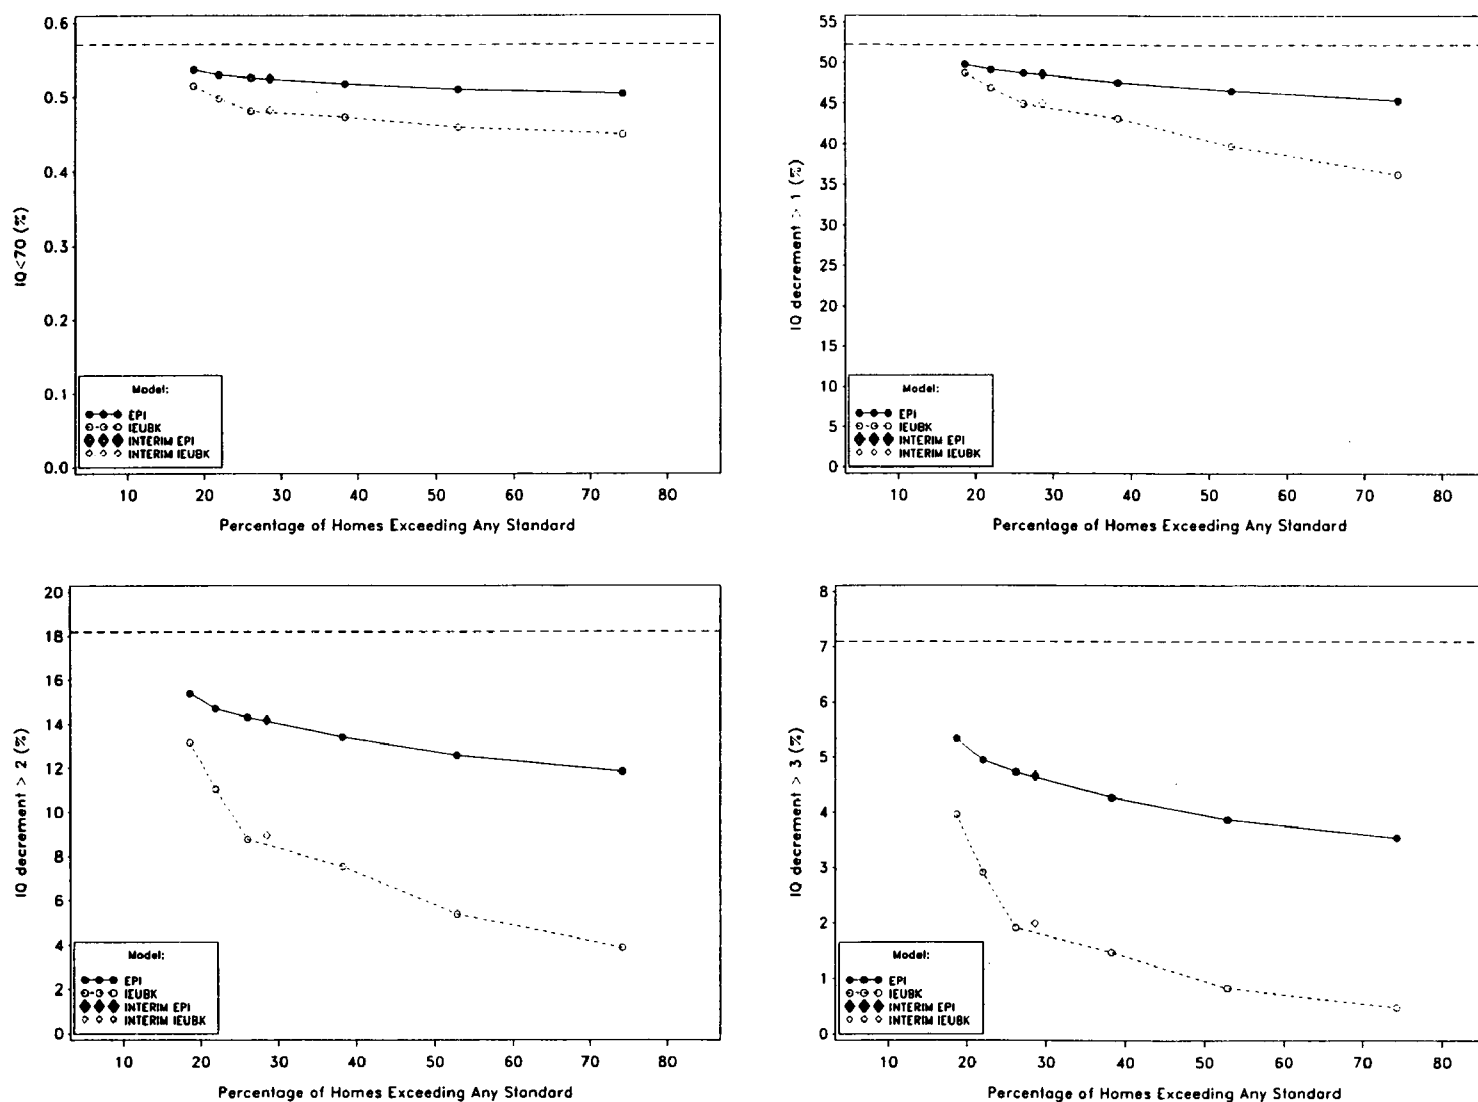 IQ<70 (%)
0.6
0.5
0.4
0.3
0.2
0.1
0.0
Model:
EPI
IEUBK
INTERIM EPI
INTERIM IEUBK
10 20 30 40 50 60 70 80
Percentage of Homes Exceeding Any Standard
IQ decrement > 1 (%)
55
50
45
40
35
30
25
20
15
10
5
0
Model:
EPI
IEUBK
INTERIM EPI
INTERIM IEUBK
10 20 30 40 50 60 70 80
Percentage of Homes Exceeding Any Standard
IQ decrement > 2 (%)
20
18
16
14
12
10
8
6
4
2
0
Model:
EPI
IEUBK
INTERIM EPI
INTERIM IEUBK
10 20 30 40 50 60 70 80
Percentage of Homes Exceeding Any Standard
IQ decrement > 3 (%)
8
7
6
5
4
3
2
1
0
Model:
EPI
IEUBK
INTERIM EPI
INTERIM IEUBK
10 20 30 40 50 60 70 80
Percentage of Homes Exceeding Any Standard